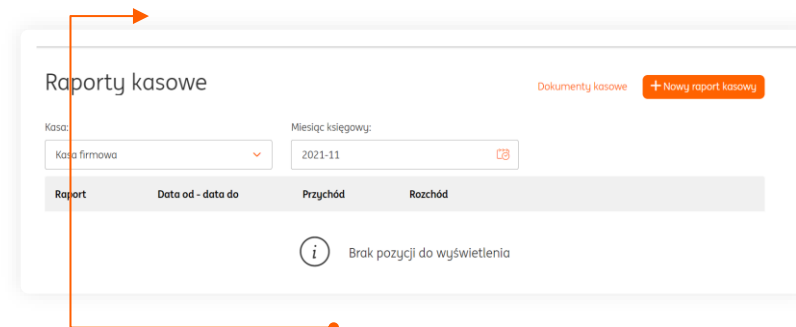 Raporty kasowe
Dokumenty kasowe
+ Nowy raport kasowy
Kasa: Miesiąc księgowy:
Kasa firmowa 2021-11
Raport Data od - data do Przychód Rozchód
i Brak pozycji do wyświetlenia